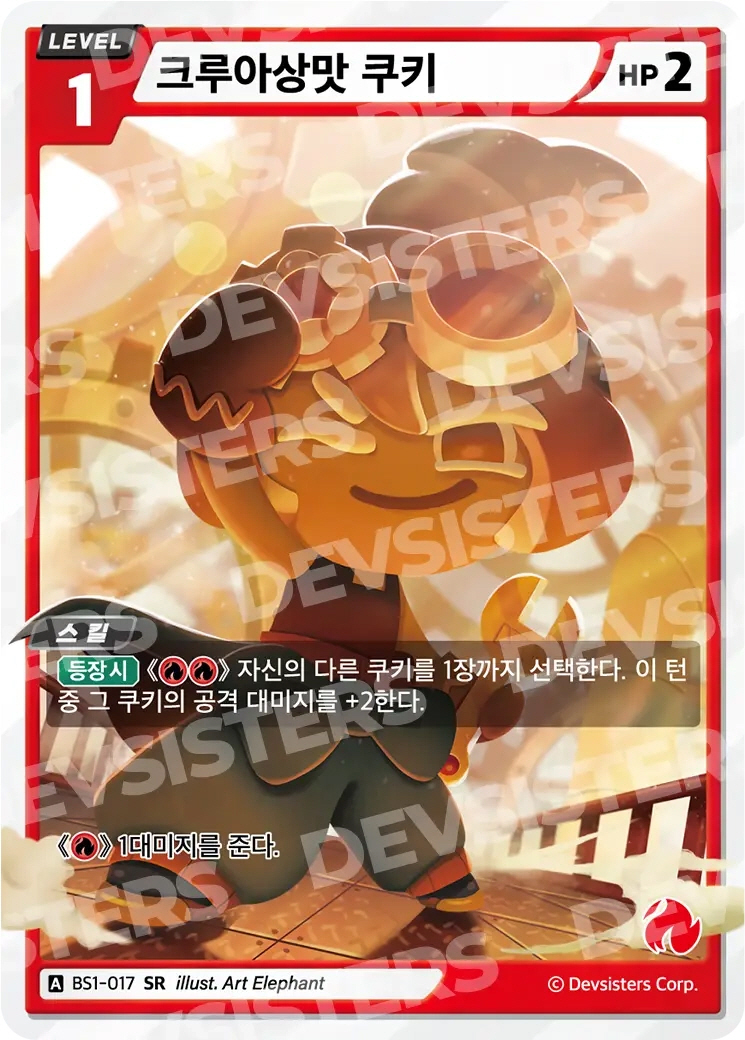 LEVEL
1
크루아상맛 쿠키
HP 2
스킬
등장시 《》 자신의 다른 쿠키를 1장까지 선택한다. 이 턴
중 그 쿠키의 공격 대미지를 +2한다.
《》 1대미지를 준다.
A BS1-017 SR illust. Art Elephant
© Devsisters Corp.
DEVSISTERS